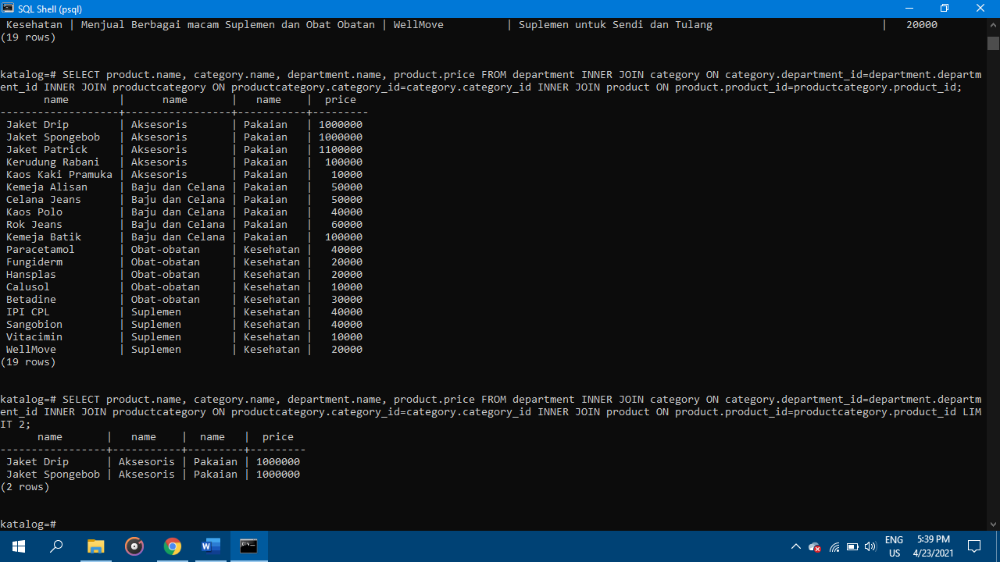 SQL Shell (psql)
Kesehatan | Menjual Berbagai macam Suplemen dan Obat Obatan | WellMove          | Suplemen untuk Sendi dan Tulang                           |   20000
(19 rows)
katalog=# SELECT product.name, category.name, department.name, product.price FROM department INNER JOIN category ON category.department_id=department.departm
ent_id INNER JOIN productcategory ON productcategory.category_id=category.category_id INNER JOIN product ON product.product_id=productcategory.product_id;
       name        |      name       |   name    |  price
-------------------+-----------------+-----------+---------
 Jaket Drip        | Aksesoris       | Pakaian   | 1000000
 Jaket Spongebob   | Aksesoris       | Pakaian   | 1000000
 Jaket Patrick     | Aksesoris       | Pakaian   | 1100000
 Kerudung Rabani   | Aksesoris       | Pakaian   |  100000
 Kaos Kaki Pramuka | Aksesoris       | Pakaian   |   10000
 Kemeja Alisan     | Baju dan Celana | Pakaian   |   50000
 Celana Jeans      | Baju dan Celana | Pakaian   |   50000
 Kaos Polo         | Baju dan Celana | Pakaian   |   40000
 Rok Jeans         | Baju dan Celana | Pakaian   |   60000
 Kemeja Batik      | Baju dan Celana | Pakaian   |  100000
 Paracetamol       | Obat-obatan     | Kesehatan |   40000
 Fungiderm         | Obat-obatan     | Kesehatan |   20000
 Hansplas          | Obat-obatan     | Kesehatan |   20000
 Calusol           | Obat-obatan     | Kesehatan |   10000
 Betadine          | Obat-obatan     | Kesehatan |   30000
 IPI CPL           | Suplemen        | Kesehatan |   40000
 Sangobion         | Suplemen        | Kesehatan |   40000
 Vitacimin         | Suplemen        | Kesehatan |   10000
 WellMove          | Suplemen        | Kesehatan |   20000
(19 rows)
katalog=# SELECT product.name, category.name, department.name, product.price FROM department INNER JOIN category ON category.department_id=department.departm
ent_id INNER JOIN productcategory ON productcategory.category_id=category.category_id INNER JOIN product ON product.product_id=productcategory.product_id LIM
IT 2;
      name       |   name    |  name   |  price
-----------------+-----------+---------+---------
 Jaket Drip      | Aksesoris | Pakaian | 1000000
 Jaket Spongebob | Aksesoris | Pakaian | 1000000
(2 rows)
katalog=#
ENG
US
5:39 PM
4/23/2021